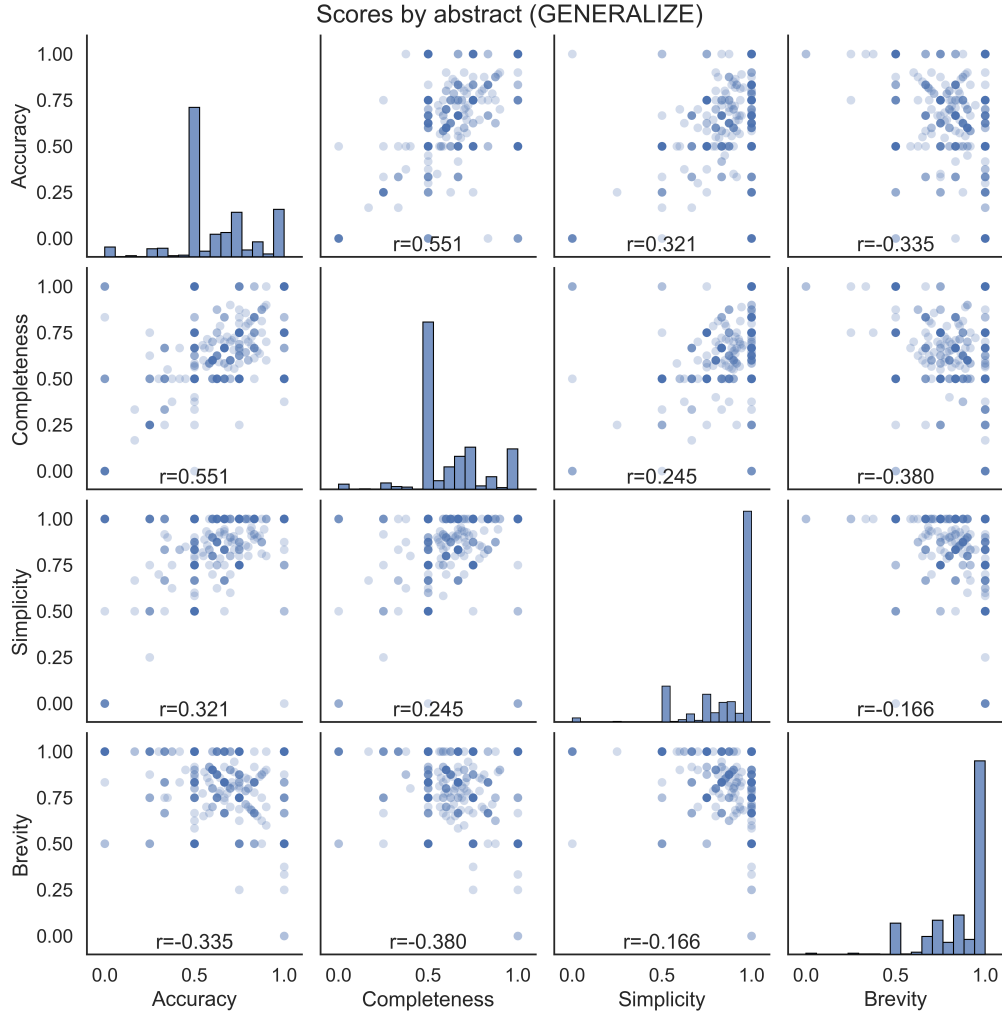 Scores by abstract (GENERALIZE)
1.00
0.75
0.50
0.25
0.00
Accuracy
r=0.551
r=0.321
r=-0.335
1.00
0.75
0.50
0.25
0.00
Completeness
r=0.551
r=0.245
r=-0.380
1.00
0.75
0.50
0.25
0.00
Simplicity
r=0.321
r=0.245
r=-0.166
1.00
0.75
0.50
0.25
0.00
Brevity
r=-0.335
r=-0.380
r=-0.166
0.0 0.5 1.0
0.0 0.5 1.0
0.0 0.5 1.0
0.0 0.5 1.0
Accuracy
Completeness
Simplicity
Brevity